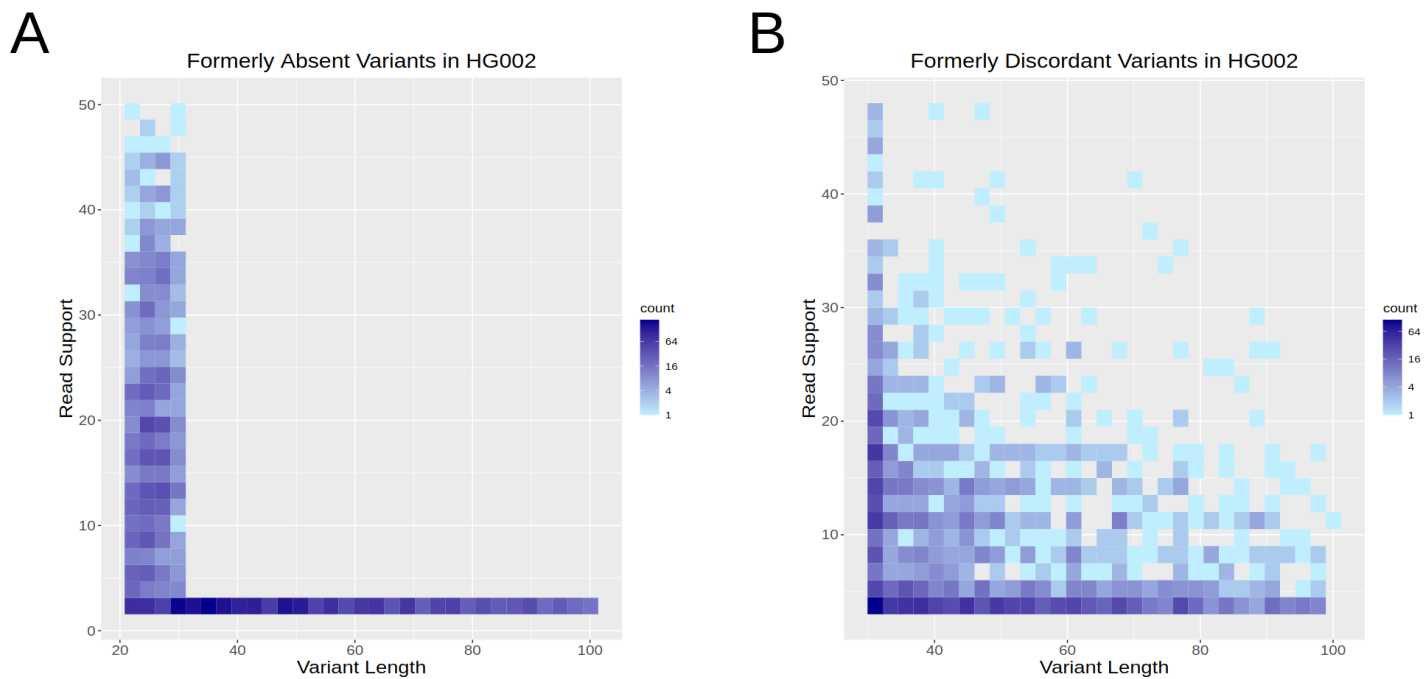 A
Formerly Absent Variants in HG002
Read Support
50
40
30
20
10
0
20 40 60 80 100
Variant Length
count
64
16
4
1
B
Formerly Discordant Variants in HG002
Read Support
50
40
30
20
10
40 60 80 100
Variant Length
count
64
16
4
1